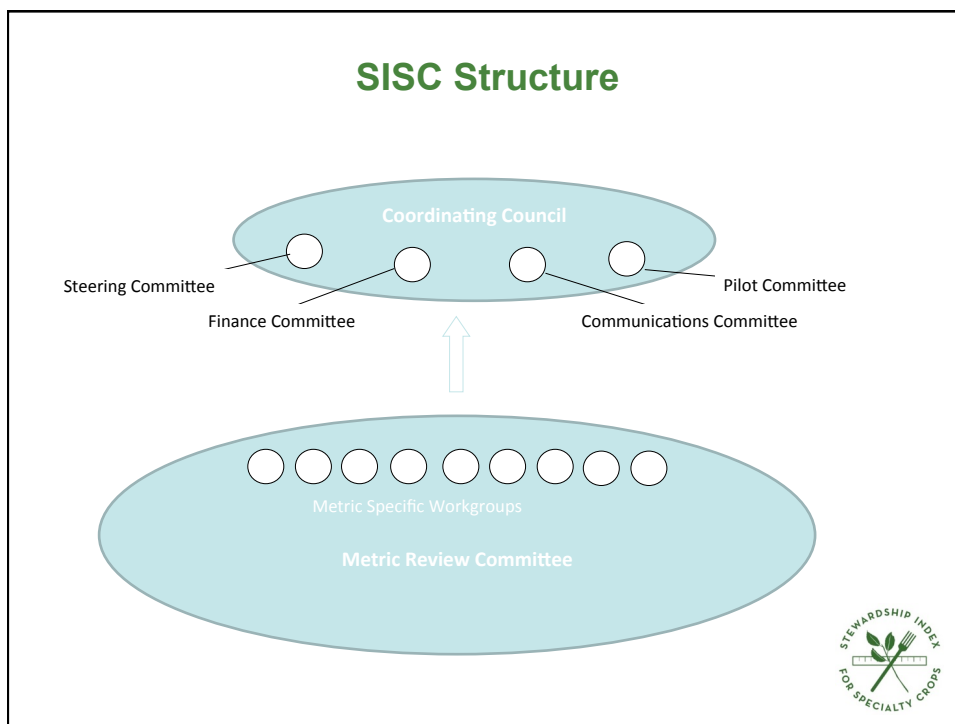 SISC Structure
Coordinating Council
Steering Committee
Pilot Committee
Finance Committee
Communications Committee
Metric Specific Workgroups
Metric Review Committee
STEWARDSHIP INDEX
FOR SPECIALTY CROPS